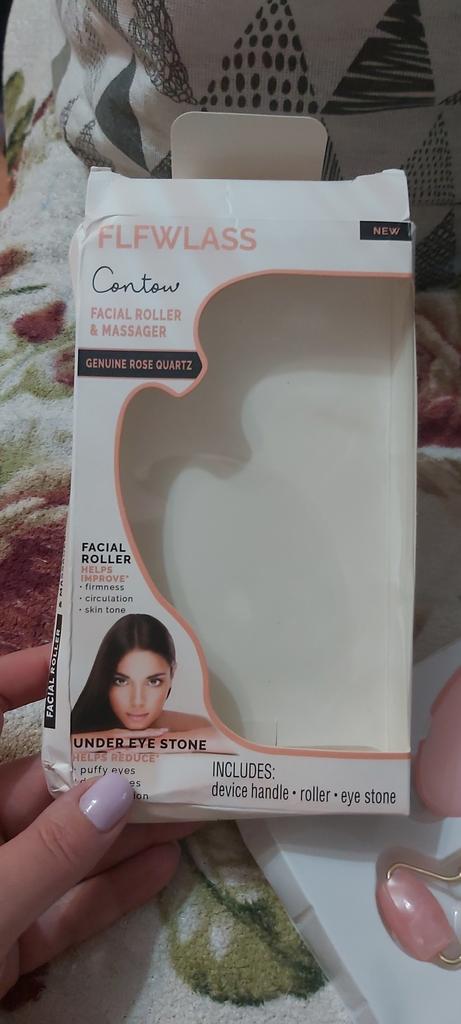 FLFWLASS
NEW
Contour
FACIAL ROLLER
& MASSAGER
GENUINE ROSE QUARTZ
FACIAL
ROLLER
HELPS
IMPROVE*
• firmness
• circulation
• skin tone
FACIAL ROLLER
UNDER EYE STONE
HELPS REDUCE*
• puffy eyes
INCLUDES:
device handle • roller • eye stone